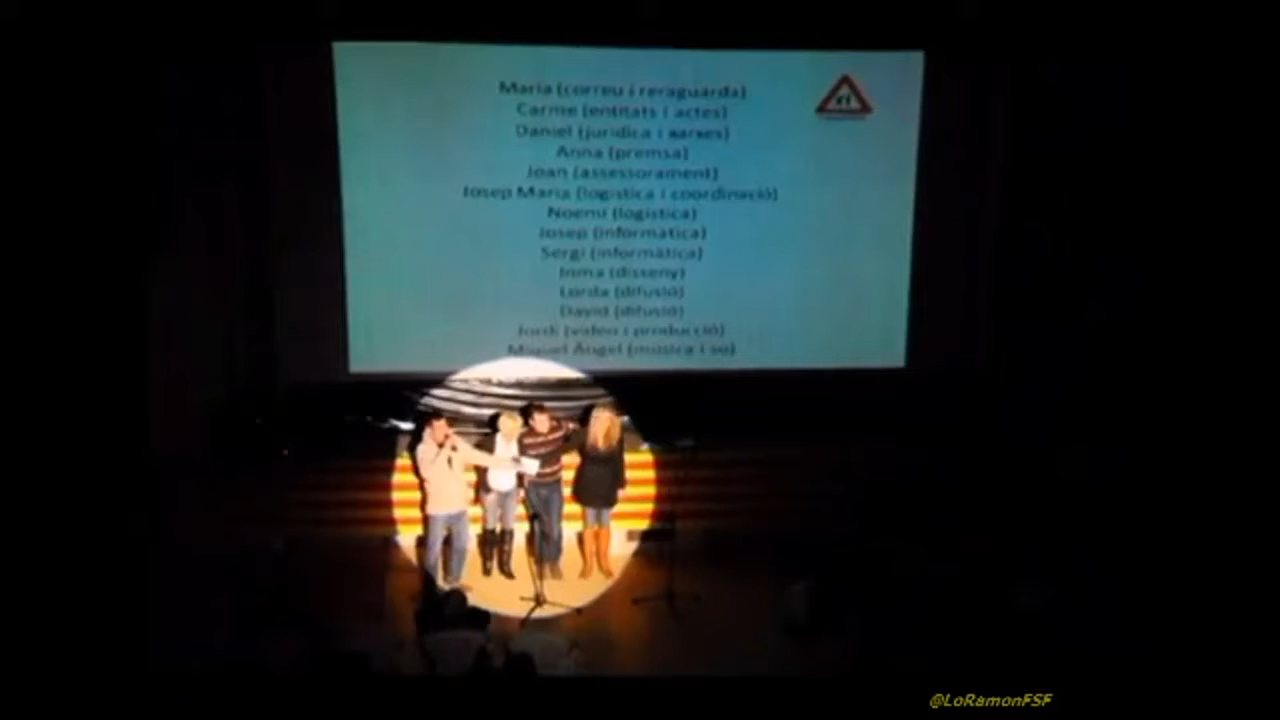 Maria (correu i reraguarda)
Carme (entitats i actes)
Daniel (jurídica i xarxes)
Anna (premsa)
Joan (assessorament)
Josep Maria (logística i coordinació)
Noemí (logística)
Josep (informàtica)
Sergi (informàtica)
Inma (disseny)
Lorda (difusió)
David (difusió)
Jordi (vídeo i producció)
Miquel Àngel (música i so)
@LoRamonFSF